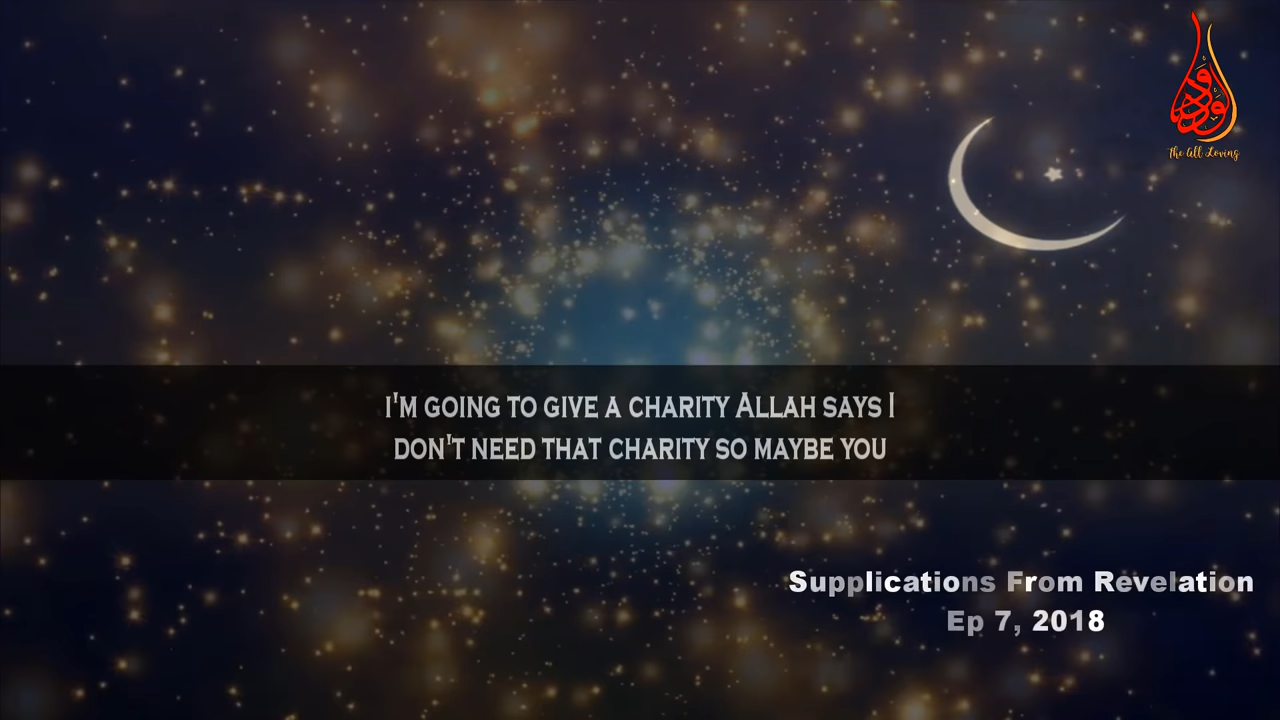 The All Loving
I'M GOING TO GIVE A CHARITY ALLAH SAYS I
DON'T NEED THAT CHARITY SO MAYBE YOU
Supplications From Revelation
Ep 7, 2018